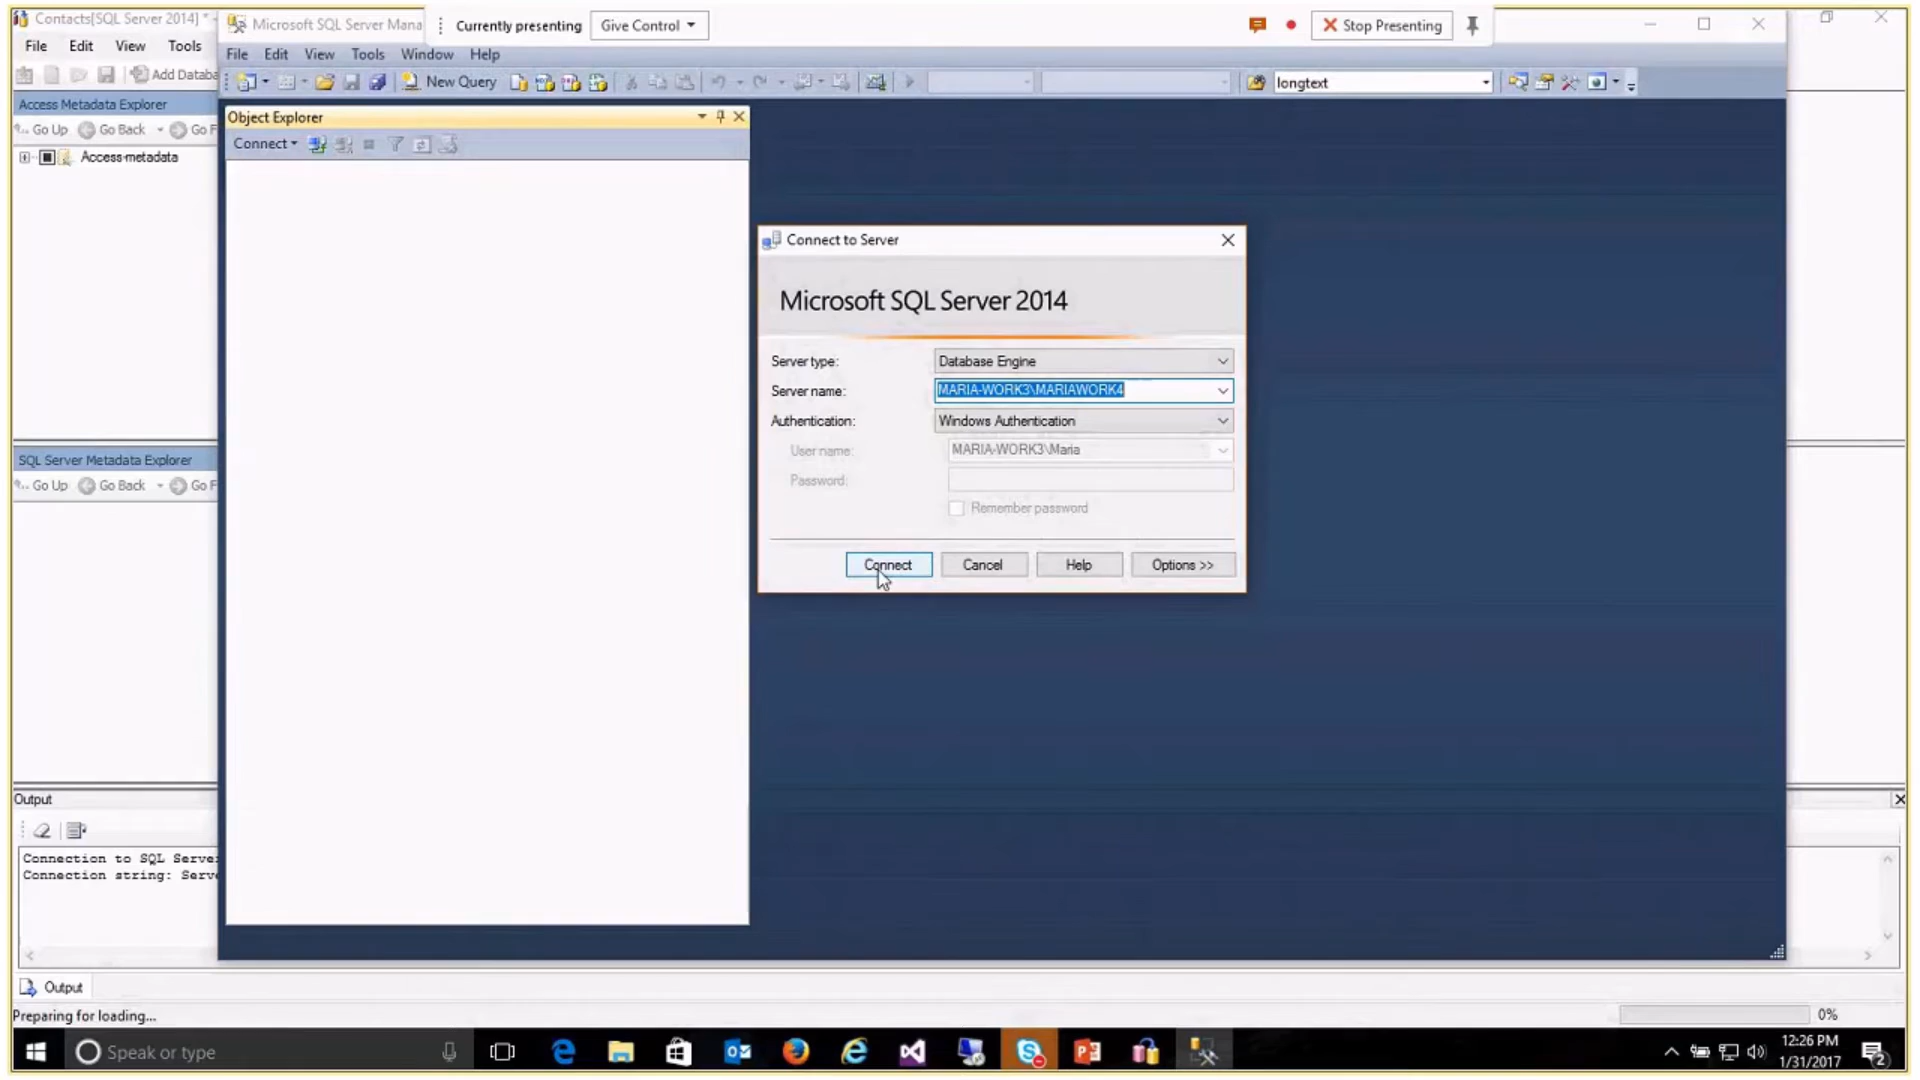 Contacts[SQL Server 2014] *
File Edit View Tools
Add Databa
Access Metadata Explorer
Go Up Go Back Go F
Access-metadata
SQL Server Metadata Explorer
Go Up Go Back Go F
Output
Connection to SQL Serve
Connection string: Serve
Output
Preparing for loading...
0%
Microsoft SQL Server Mana
Currently presenting Give Control
Stop Presenting
File Edit View Tools Window Help
New Query
longtext
Object Explorer
Connect
Connect to Server
Microsoft SQL Server 2014
Server type: Database Engine
Server name: MARIA-WORK3\MARIAWORK4
Authentication: Windows Authentication
User name: MARIA-WORK3\Maria
Password:
Remember password
Connect Cancel Help Options >>
Speak or type
12:26 PM
1/31/2017
2